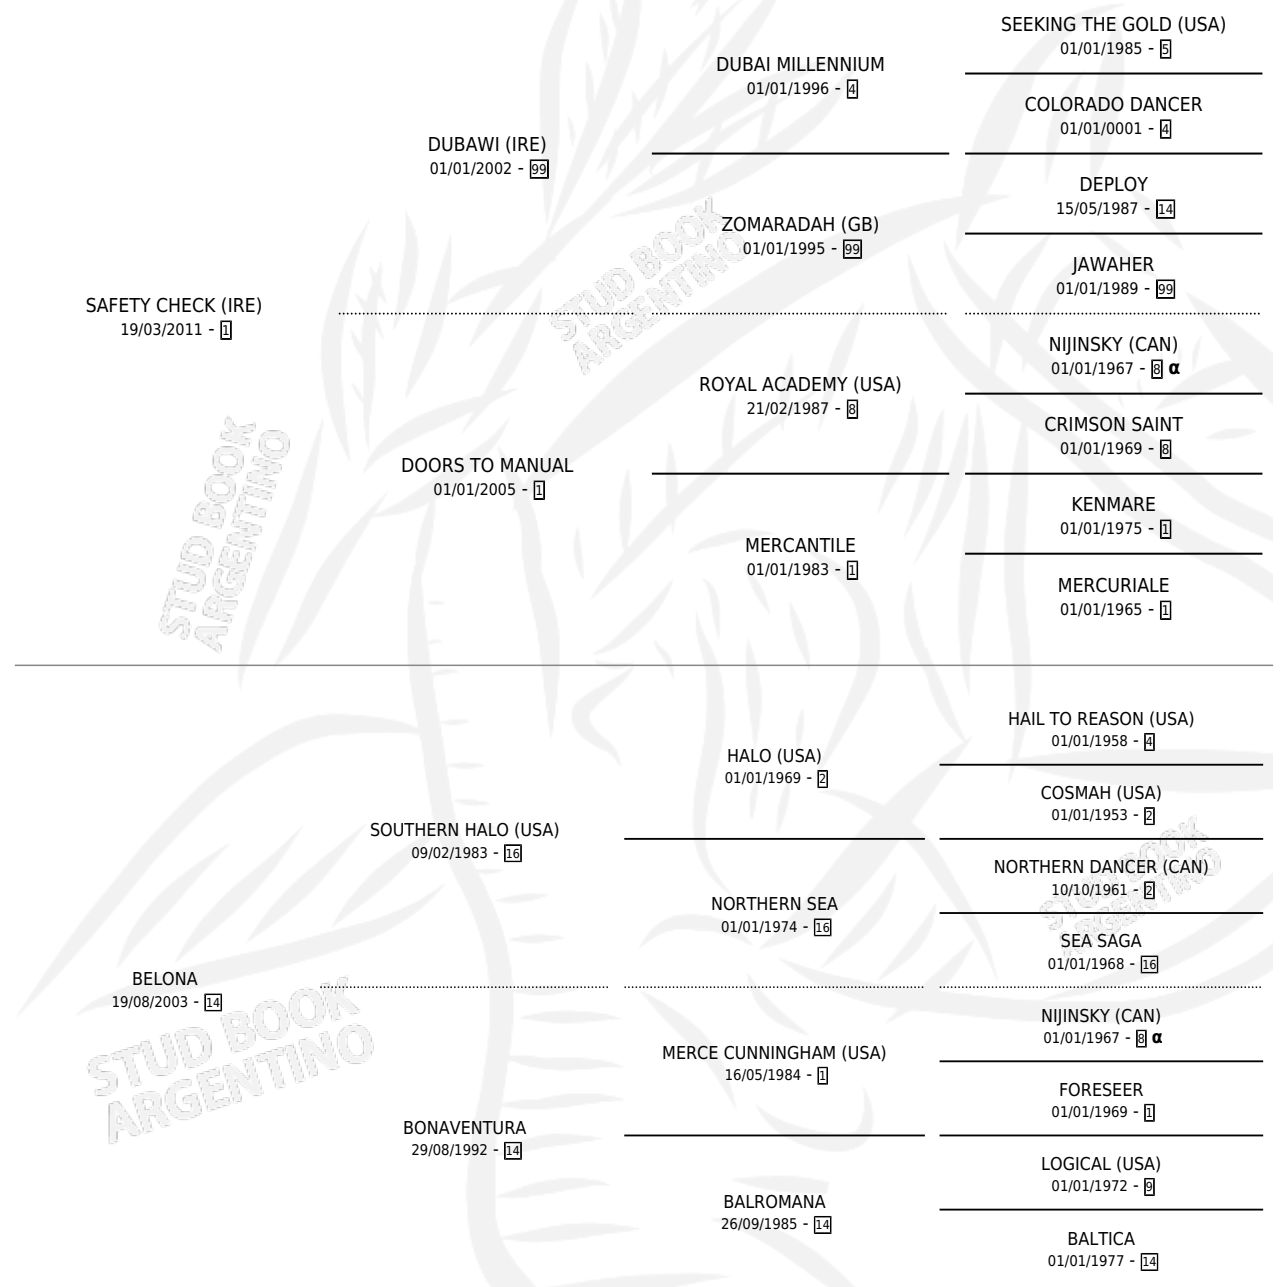 SEEKING THE GOLD (USA)
01/01/1985 - 5
DUBAI MILLENNIUM
01/01/1996 - 4
COLORADO DANCER
01/01/0001 - 4
DUBAWI (IRE)
01/01/2002 - 99
DEPLOY
15/05/1987 - 14
ZOMARADAH (GB)
01/01/1995 - 99
JAWAHER
01/01/1989 - 99
SAFETY CHECK (IRE)
19/03/2011 - 1
NIJINSKY (CAN)
01/01/1967 - 8 α
ROYAL ACADEMY (USA)
21/02/1987 - 8
CRIMSON SAINT
01/01/1969 - 8
DOORS TO MANUAL
01/01/2005 - 1
KENMARE
01/01/1975 - 1
MERCANTILE
01/01/1983 - 1
MERCURIALE
01/01/1965 - 1
HAIL TO REASON (USA)
01/01/1958 - 4
HALO (USA)
01/01/1969 - 2
COSMAH (USA)
01/01/1953 - 2
SOUTHERN HALO (USA)
09/02/1983 - 16
NORTHERN DANCER (CAN)
10/10/1961 - 2
NORTHERN SEA
01/01/1974 - 16
SEA SAGA
01/01/1968 - 16
BELONA
19/08/2003 - 14
NIJINSKY (CAN)
01/01/1967 - 8 α
MERCE CUNNINGHAM (USA)
16/05/1984 - 1
FORESEER
01/01/1969 - 1
BONAVENTURA
29/08/1992 - 14
LOGICAL (USA)
01/01/1972 - 9
BALROMANA
26/09/1985 - 14
BALTICA
01/01/1977 - 14
STUD BOOK
ARGENTINO
STUD BOOK
ARGENTINO
STUD BOOK
ARGENTINO
STUD BOOK
ARGENTINO